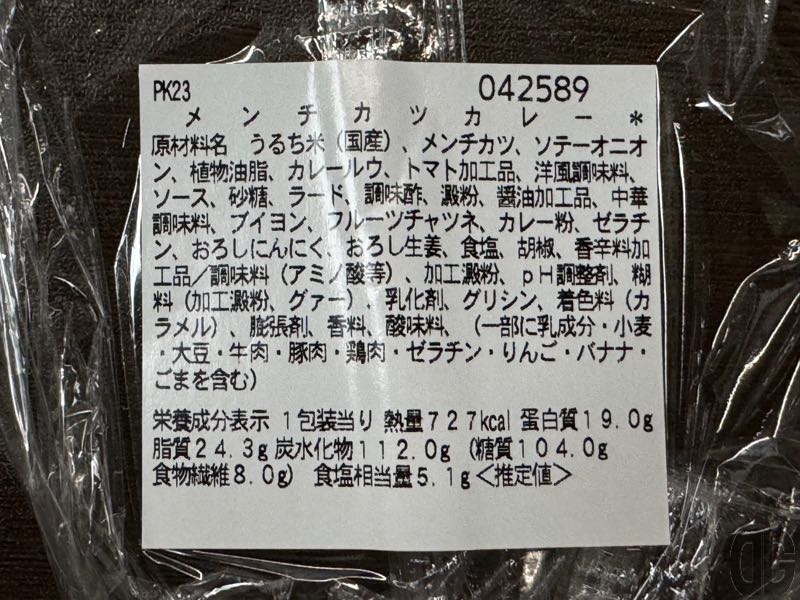 PK23 042589
メンチカツカレー*
原材料名 うるち米(国産)、メンチカツ、ソテーオニオ
ン、植物油脂、カレールウ、トマト加工品、洋風調味料、
ソース、砂糖、ラード、調味酢、澱粉、醤油加工品、中華
調味料、ブイヨン、フルーツチャツネ、カレー粉、ゼラチ
ン、おろしにんにく、おろし生姜、食塩、胡椒、香辛料加
工品/調味料(アミノ酸等)、加工澱粉、pH調整剤、糊
料(加工澱粉、グァー)、乳化剤、グリシン、着色料(カ
ラメル)、膨張剤、香料、酸味料、(一部に乳成分・小麦
・大豆・牛肉・豚肉・鶏肉・ゼラチン・りんご・バナナ・
ごまを含む)
栄養成分表示 1包装当り 熱量727kcal 蛋白質19.0g
脂質24.3g 炭水化物112.0g (糖質104.0g
食物繊維8.0g) 食塩相当量5.1g<推定値>